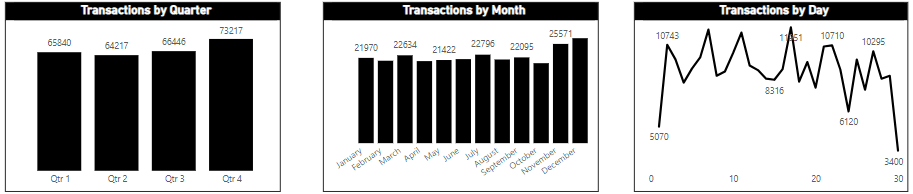 Transactions by Quarter
65840
64217
66446
73217
Qtr 1
Qtr 2
Qtr 3
Qtr 4
Transactions by Month
21970
22634
21422
22796
22095
25571
January
February
March
April
May
June
July
August
September
October
November
December
Transactions by Day
10743
10710
10295
8316
6120
5070
3400
0
10
20
30